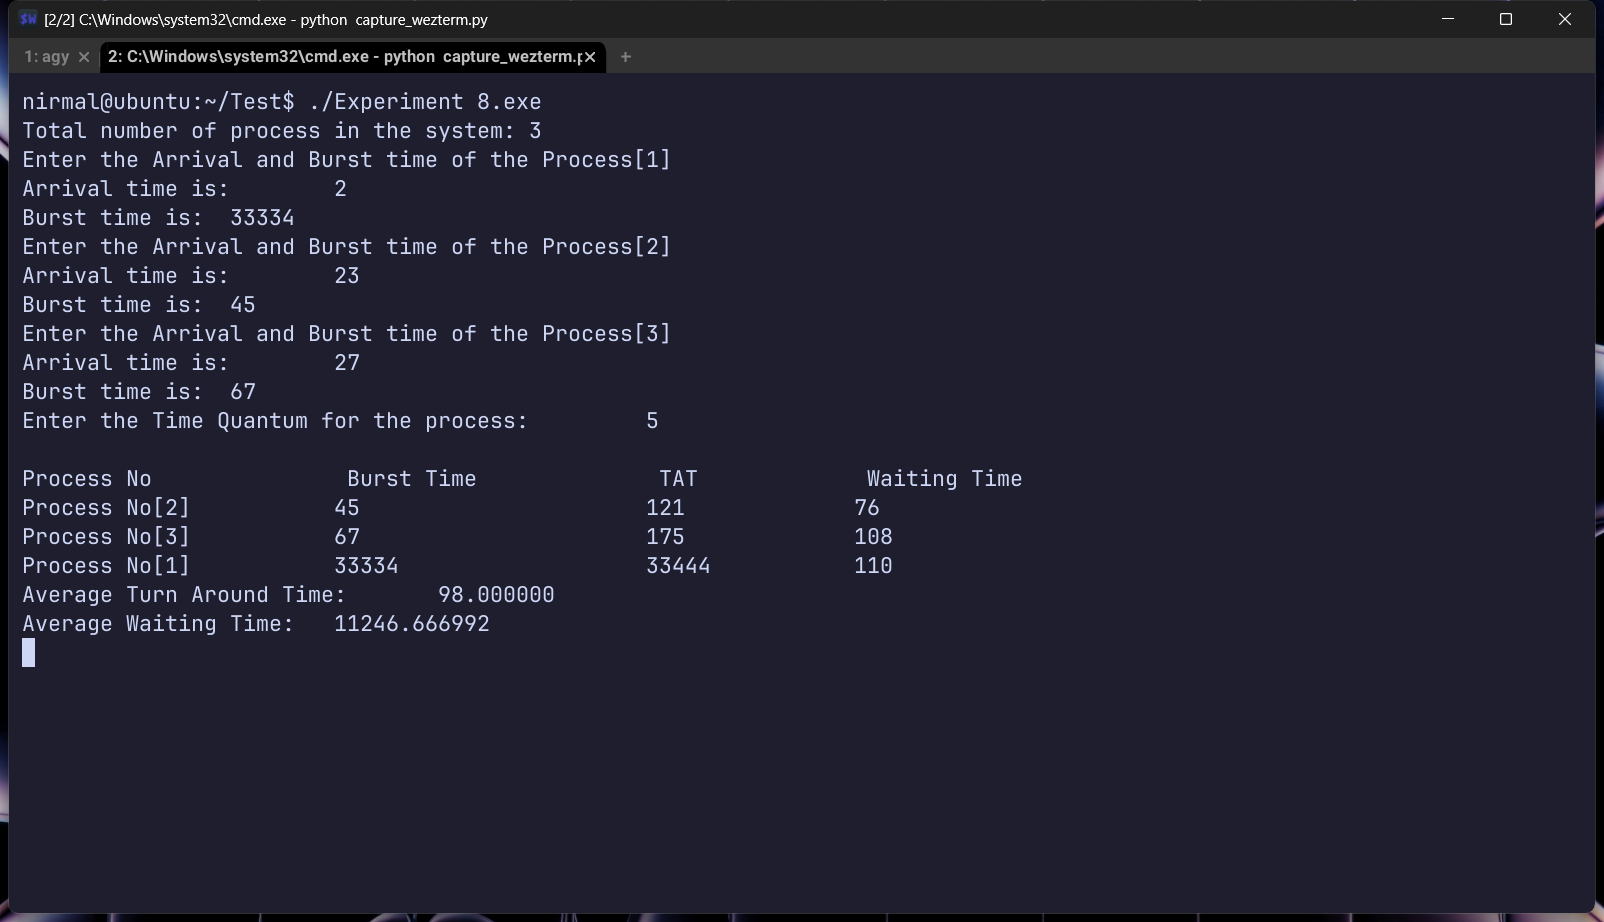 [2/2] C:\Windows\system32\cmd.exe - python  capture_wezterm.py
1: agy
2: C:\Windows\system32\cmd.exe - python  capture_wezterm.p
nirmal@ubuntu:~/Test$ ./Experiment 8.exe
Total number of process in the system: 3
Enter the Arrival and Burst time of the Process[1]
Arrival time is:        2
Burst time is:  33334
Enter the Arrival and Burst time of the Process[2]
Arrival time is:        23
Burst time is:  45
Enter the Arrival and Burst time of the Process[3]
Arrival time is:        27
Burst time is:  67
Enter the Time Quantum for the process:         5
Process No               Burst Time              TAT             Waiting Time
Process No[2]           45                      121             76
Process No[3]           67                      175             108
Process No[1]           33334                   33444           110
Average Turn Around Time:       98.000000
Average Waiting Time:   11246.666992